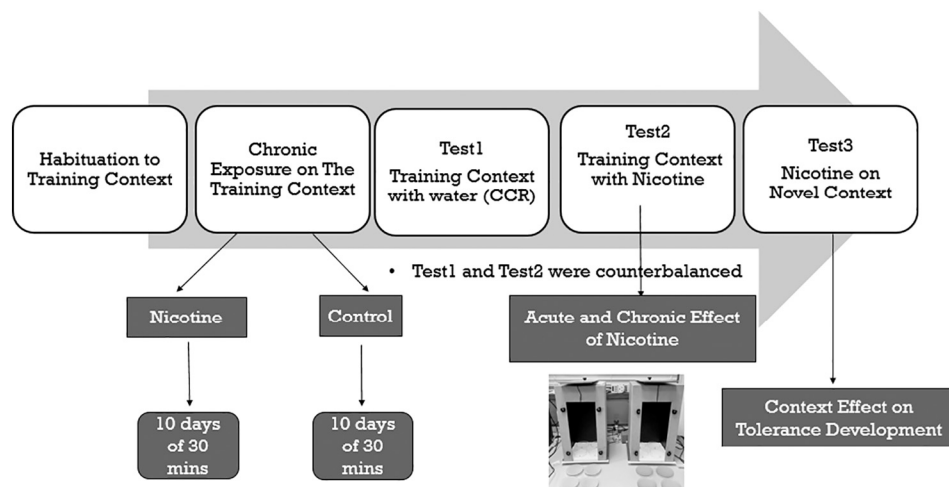 Habituation to
Training Context
Chronic
Exposure on The
Training Context
Test1
Training Context
with water (CCR)
Test2
Training Context
with Nicotine
Test3
Nicotine on
Novel Context
• Test1 and Test2 were counterbalanced
Nicotine
Control
Acute and Chronic Effect
of Nicotine
10 days
of 30
mins
10 days
of 30
mins
Context Effect on
Tolerance Development